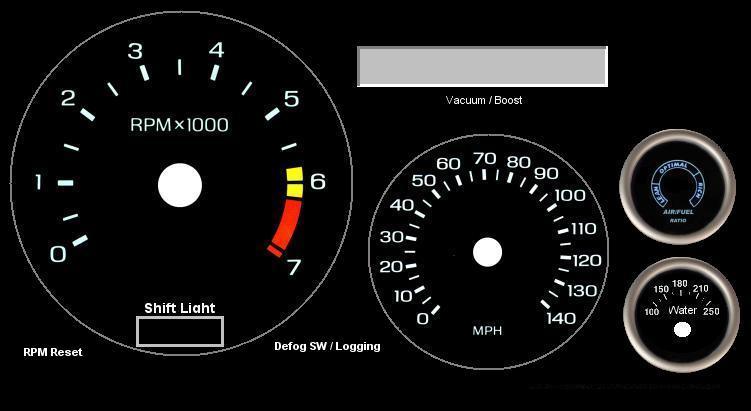 0
1
2
3
4
5
6
7
RPM×1000
Shift Light
RPM Reset
Defog SW / Logging
Vacuum / Boost
0
10
20
30
40
50
60
70
80
90
100
110
120
130
140
MPH
LEAN
OPTIMAL
RICH
AIR/FUEL
RATIO
100
150
180
210
250
Water